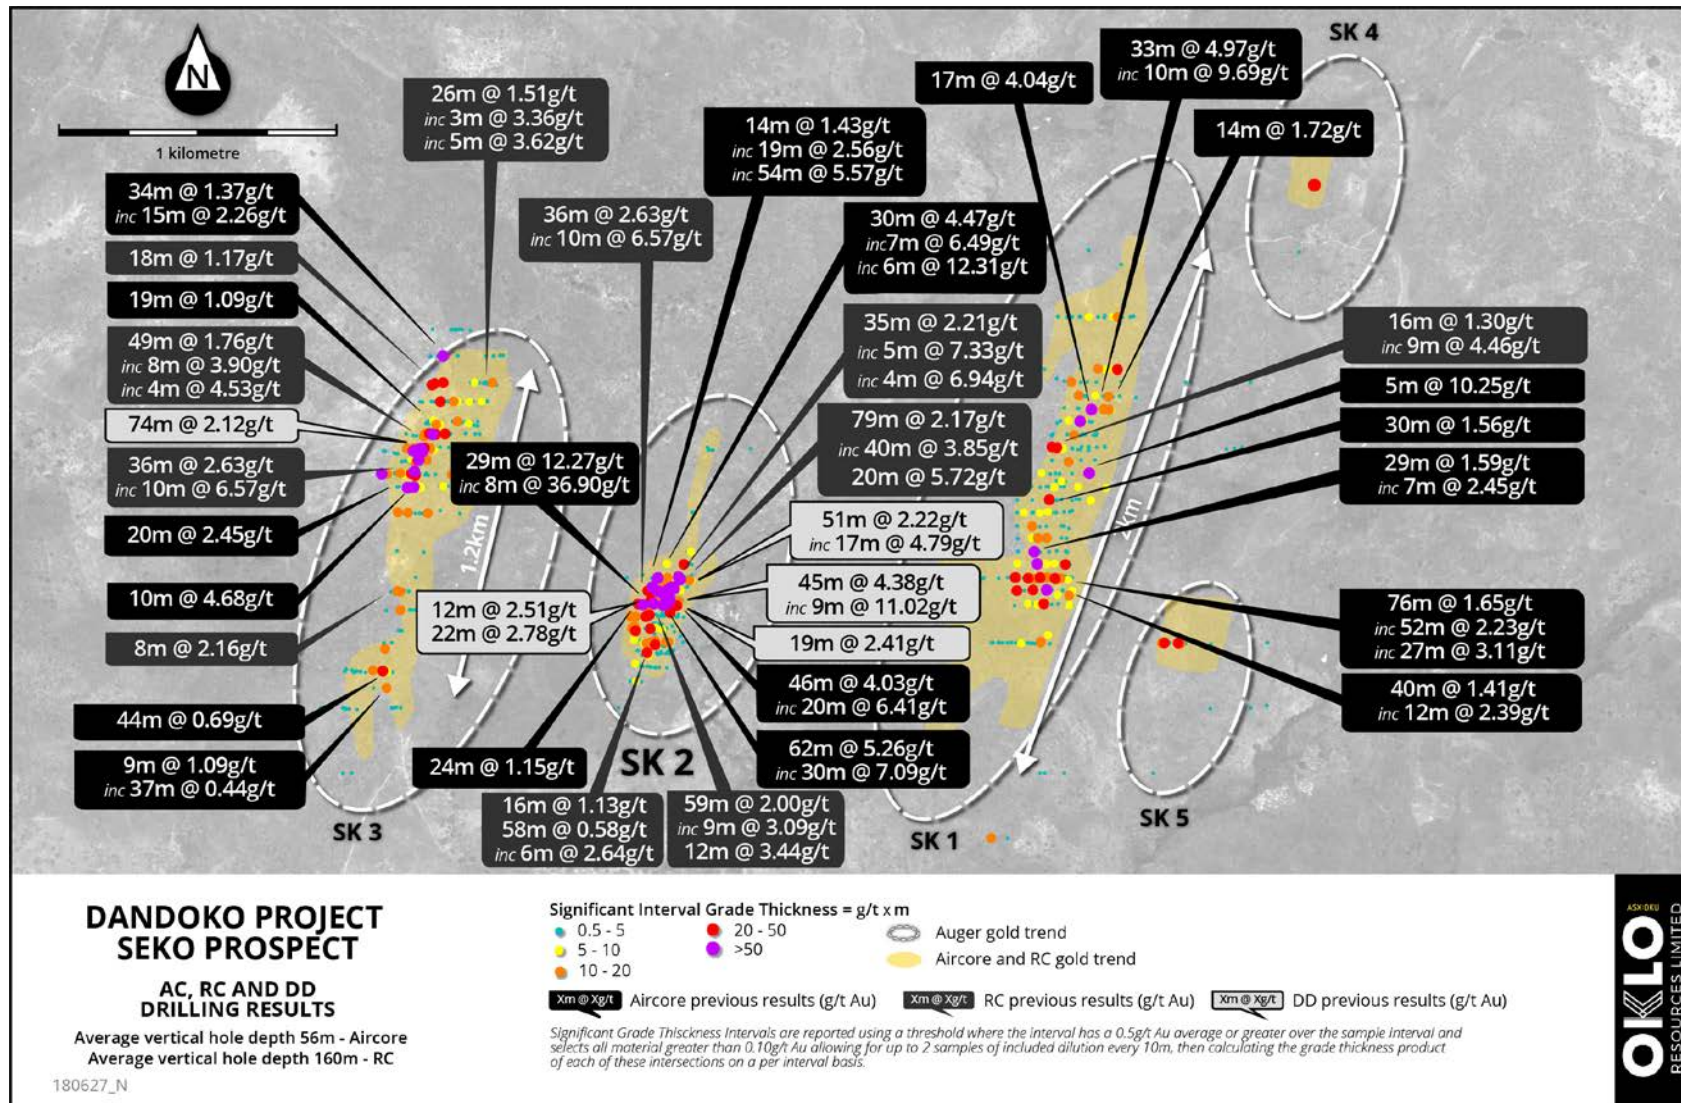 SK 4
33m @ 4.97g/t
inc 10m @ 9.69g/t
17m @ 4.04g/t
14m @ 1.72g/t
N
1 kilometre
26m @ 1.51g/t
inc 3m @ 3.36g/t
inc 5m @ 3.62g/t
14m @ 1.43g/t
inc 19m @ 2.56g/t
inc 54m @ 5.57g/t
34m @ 1.37g/t
inc 15m @ 2.26g/t
36m @ 2.63g/t
inc 10m @ 6.57g/t
30m @ 4.47g/t
inc7m @ 6.49g/t
inc 6m @ 12.31g/t
18m @ 1.17g/t
19m @ 1.09g/t
49m @ 1.76g/t
inc 8m @ 3.90g/t
inc 4m @ 4.53g/t
35m @ 2.21g/t
inc 5m @ 7.33g/t
inc 4m @ 6.94g/t
16m @ 1.30g/t
inc 9m @ 4.46g/t
5m @ 10.25g/t
74m @ 2.12g/t
79m @ 2.17g/t
inc 40m @ 3.85g/t
20m @ 5.72g/t
30m @ 1.56g/t
36m @ 2.63g/t
inc 10m @ 6.57g/t
29m @ 12.27g/t
inc 8m @ 36.90g/t
29m @ 1.59g/t
inc 7m @ 2.45g/t
20m @ 2.45g/t
1.2km
51m @ 2.22g/t
inc 17m @ 4.79g/t
2km
10m @ 4.68g/t
12m @ 2.51g/t
22m @ 2.78g/t
45m @ 4.38g/t
inc 9m @ 11.02g/t
76m @ 1.65g/t
inc 52m @ 2.23g/t
inc 27m @ 3.11g/t
8m @ 2.16g/t
19m @ 2.41g/t
46m @ 4.03g/t
inc 20m @ 6.41g/t
40m @ 1.41g/t
inc 12m @ 2.39g/t
44m @ 0.69g/t
9m @ 1.09g/t
inc 37m @ 0.44g/t
24m @ 1.15g/t
SK 2
62m @ 5.26g/t
inc 30m @ 7.09g/t
SK 3
16m @ 1.13g/t
58m @ 0.58g/t
inc 6m @ 2.64g/t
59m @ 2.00g/t
inc 9m @ 3.09g/t
12m @ 3.44g/t
SK 1
SK 5
DANDOKO PROJECT
SEKO PROSPECT
AC, RC AND DD
DRILLING RESULTS
Average vertical hole depth 56m - Aircore
Average vertical hole depth 160m - RC
180627_N
Significant Interval Grade Thickness = g/t x m
0.5 - 5
5 - 10
10 - 20
20 - 50
>50
Auger gold trend
Aircore and RC gold trend
Xm @ Xg/t Aircore previous results (g/t Au)
Xm @ Xg/t RC previous results (g/t Au)
Xm @ Xg/t DD previous results (g/t Au)
Significant Grade Thisckness Intervals are reported using a threshold where the interval has a 0.5g/t Au average or greater over the sample interval and
selects all material greater than 0.10g/t Au allowing for up to 2 samples of included dilution every 10m, then calculating the grade thickness product
of each of these intersections on a per interval basis.
ASX:OKU
OKLO
RESOURCES LIMITED